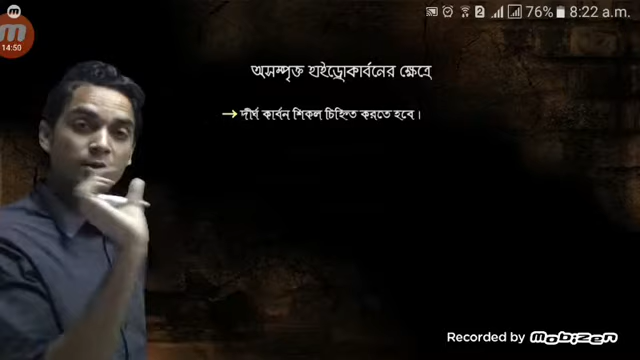 14:50
76% 8:22 a.m.
অসম্পৃক্ত হাইড্রোকার্বনের ক্ষেত্রে
→ দীর্ঘ কার্বন শিকল চিহ্নিত করতে হবে।
Recorded by mobizen